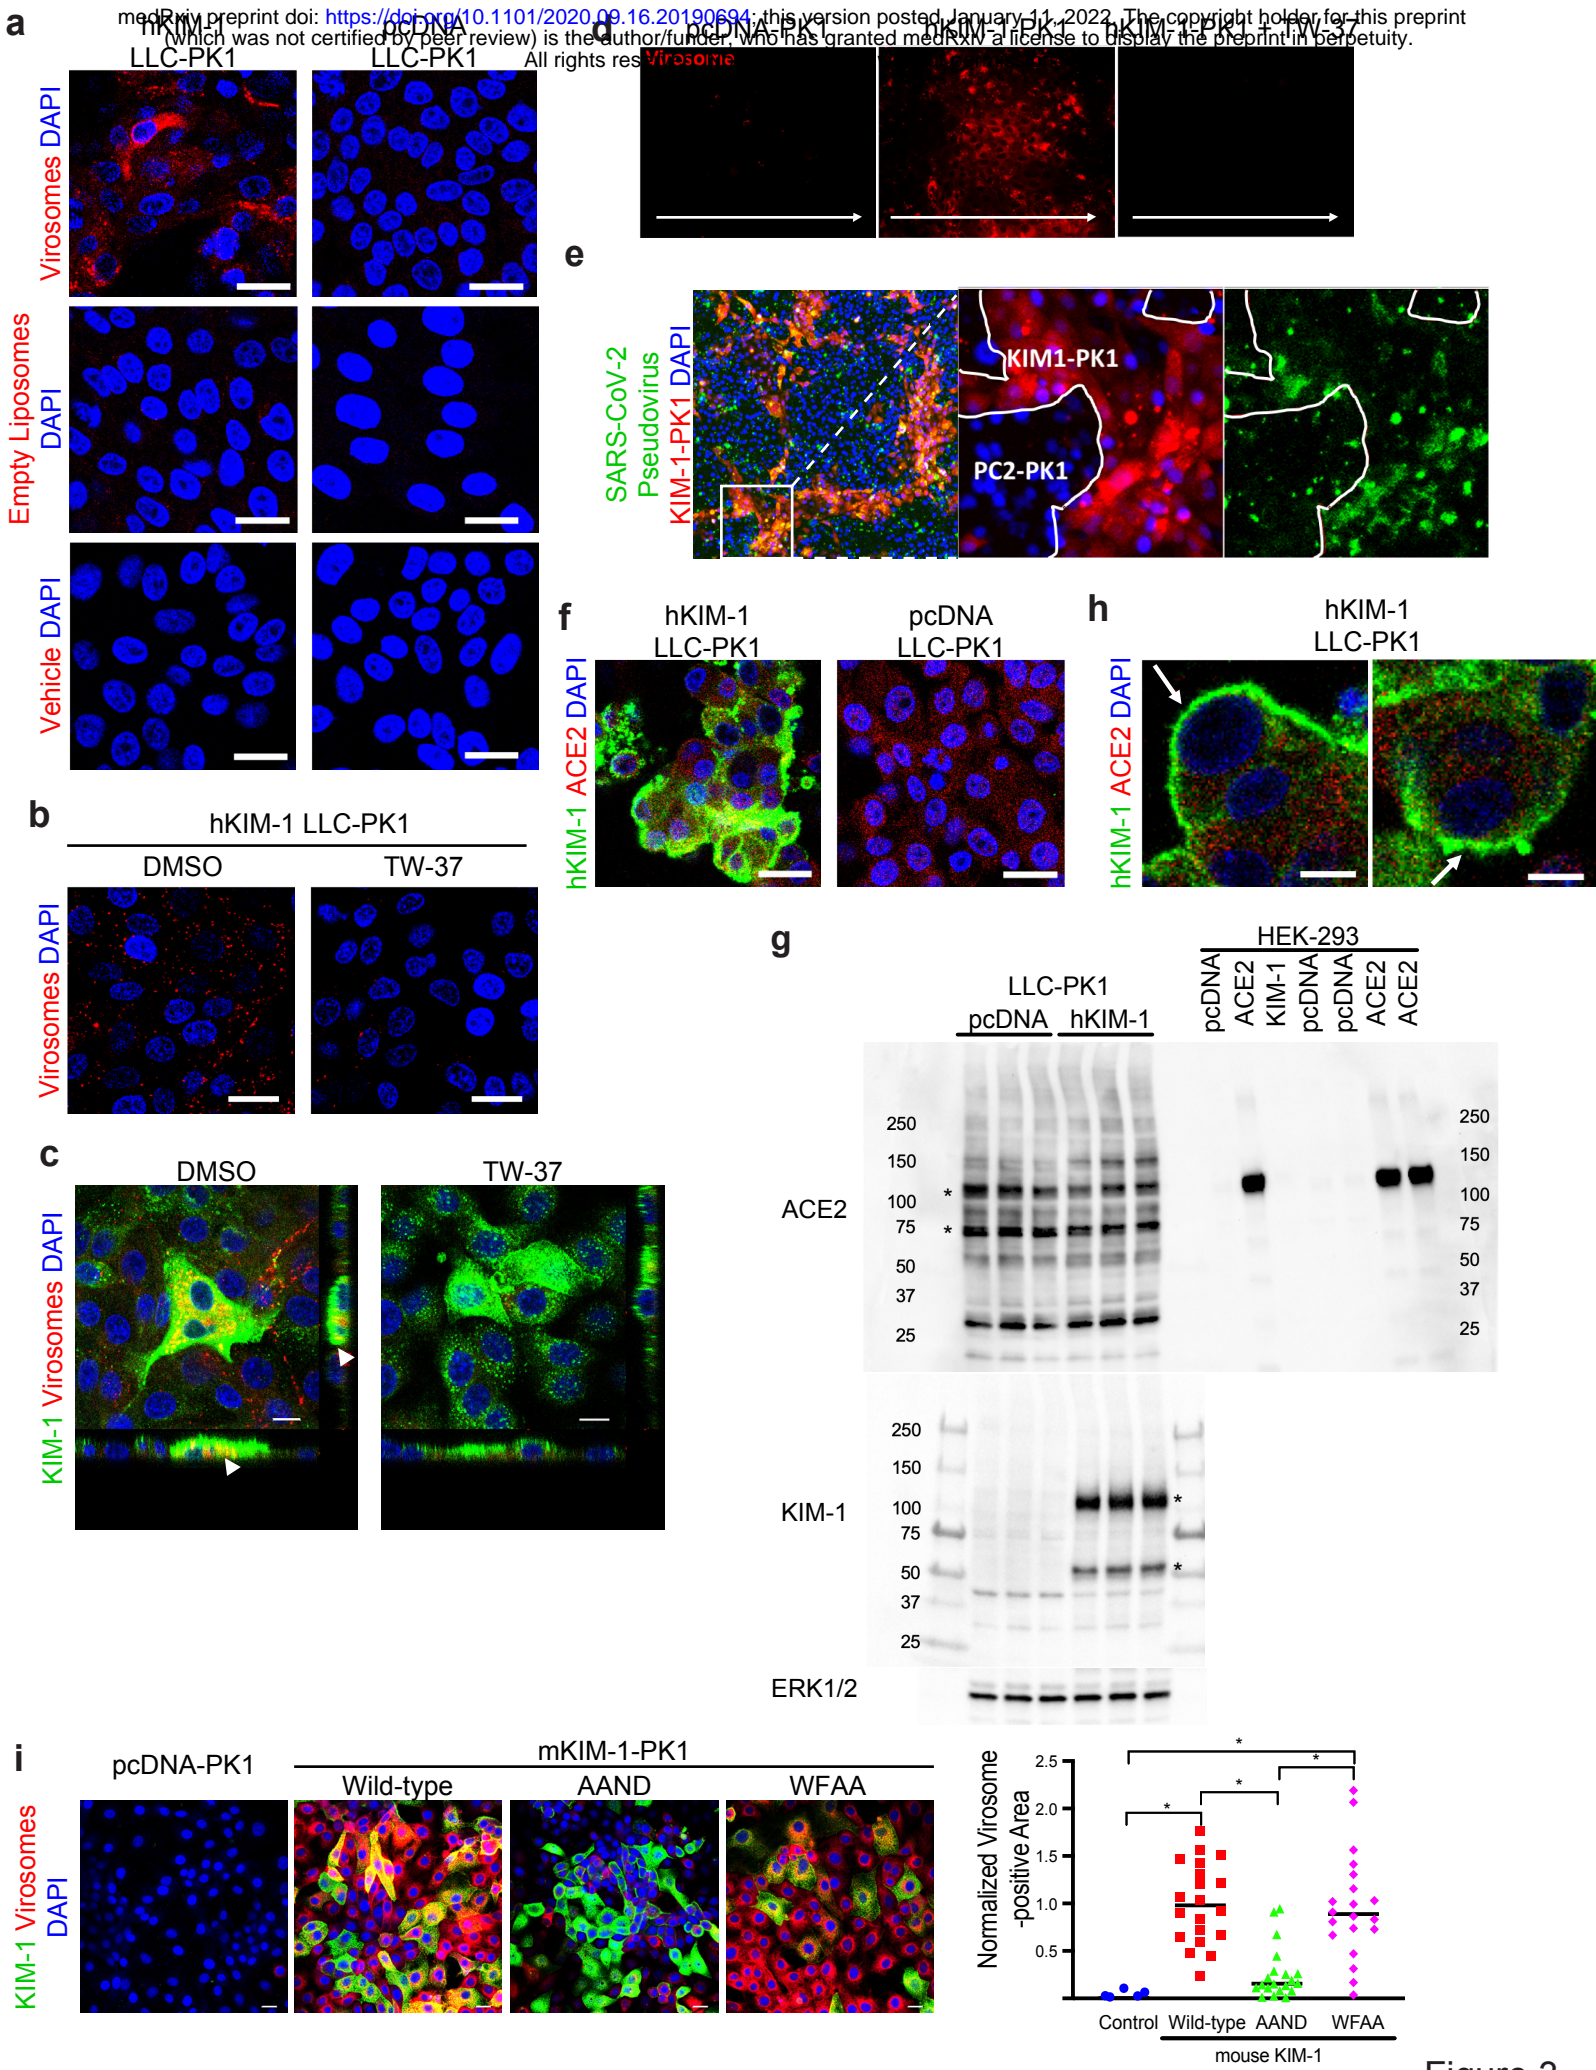 medRxiv preprint doi: https://doi.org/10.1101/2020.09.16.20190694; this version posted January 11, 2022. The copyright holder for this preprint
(which was not certified by peer review) is the author/funder, who has granted medRxiv a license to display the preprint in perpetuity.
All rights res
a
hKIM-1
LLC-PK1
pcDNA
LLC-PK1
Virosomes DAPI
Empty Liposomes
DAPI
Vehicle DAPI
b
hKIM-1 LLC-PK1
DMSO
TW-37
Virosomes DAPI
c
DMSO
TW-37
KIM-1 Virosomes DAPI
d
pcDNA-PK1
hKIM-1-PK1
hKIM-1-PK1 + TW-37
Virosome
e
SARS-CoV-2
Pseudovirus
KIM-1-PK1 DAPI
KIM1-PK1
PC2-PK1
f
hKIM-1
LLC-PK1
pcDNA
LLC-PK1
hKIM-1 ACE2 DAPI
h
hKIM-1
LLC-PK1
hKIM-1 ACE2 DAPI
g
LLC-PK1
pcDNA hKIM-1
HEK-293
pcDNA
ACE2
KIM-1
pcDNA
pcDNA
ACE2
ACE2
ACE2
250
150
100
75
50
37
25
*
*
250
150
100
75
50
37
25
KIM-1
250
150
100
75
50
37
25
*
*
ERK1/2
i
pcDNA-PK1
mKIM-1-PK1
Wild-type
AAND
WFAA
KIM-1 Virosomes
DAPI
Normalized Virosome
-positive Area
2.5
2.0
1.5
1.0
0.5
*
*
*
*
Control Wild-type AAND WFAA
mouse KIM-1